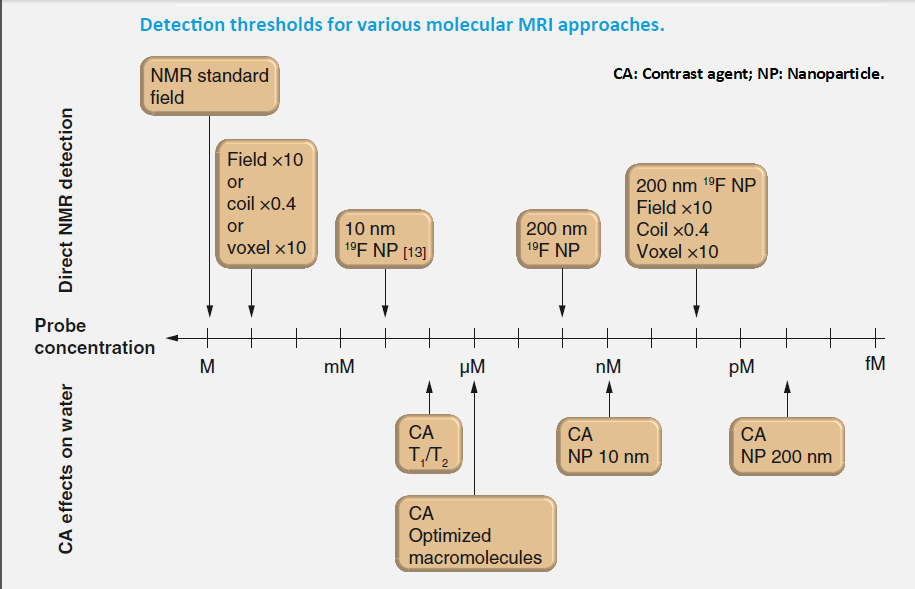 Detection thresholds for various molecular MRI approaches.
CA: Contrast agent; NP: Nanoparticle.
Direct NMR detection
NMR standard
field
Field ×10
or
coil ×0.4
or
voxel ×10
10 nm
¹⁹F NP [13]
200 nm
¹⁹F NP
200 nm ¹⁹F NP
Field ×10
Coil ×0.4
Voxel ×10
Probe
concentration
M
mM
µM
nM
pM
fM
CA effects on water
CA
T₁/T₂
CA
Optimized
macromolecules
CA
NP 10 nm
CA
NP 200 nm